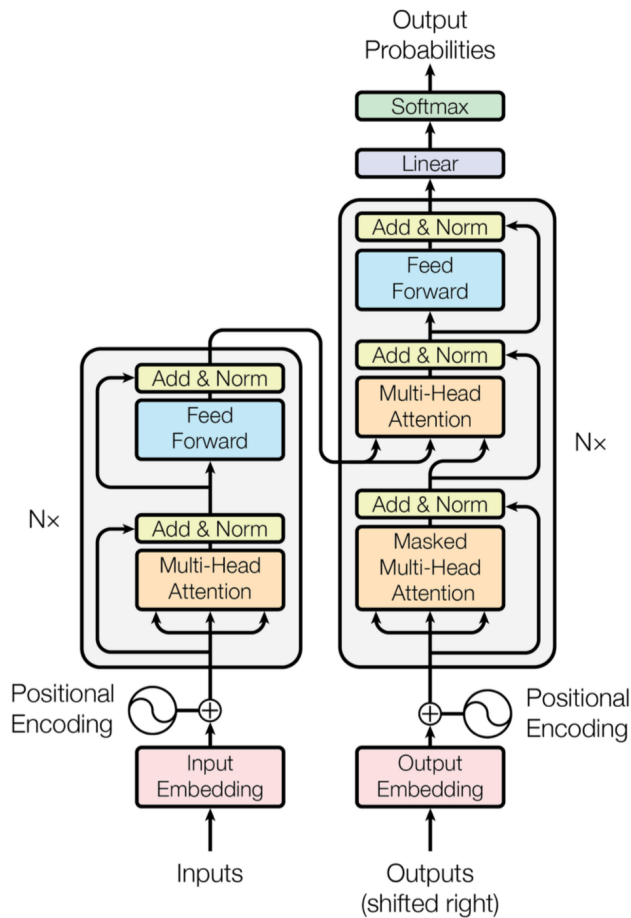 Output
Probabilities
Softmax
Linear
Add & Norm
Feed
Forward
Add & Norm
Multi-Head
Attention
Add & Norm
Masked
Multi-Head
Attention
N×
Add & Norm
Feed
Forward
Add & Norm
Multi-Head
Attention
N×
Positional
Encoding
Positional
Encoding
Input
Embedding
Output
Embedding
Inputs
Outputs
(shifted right)